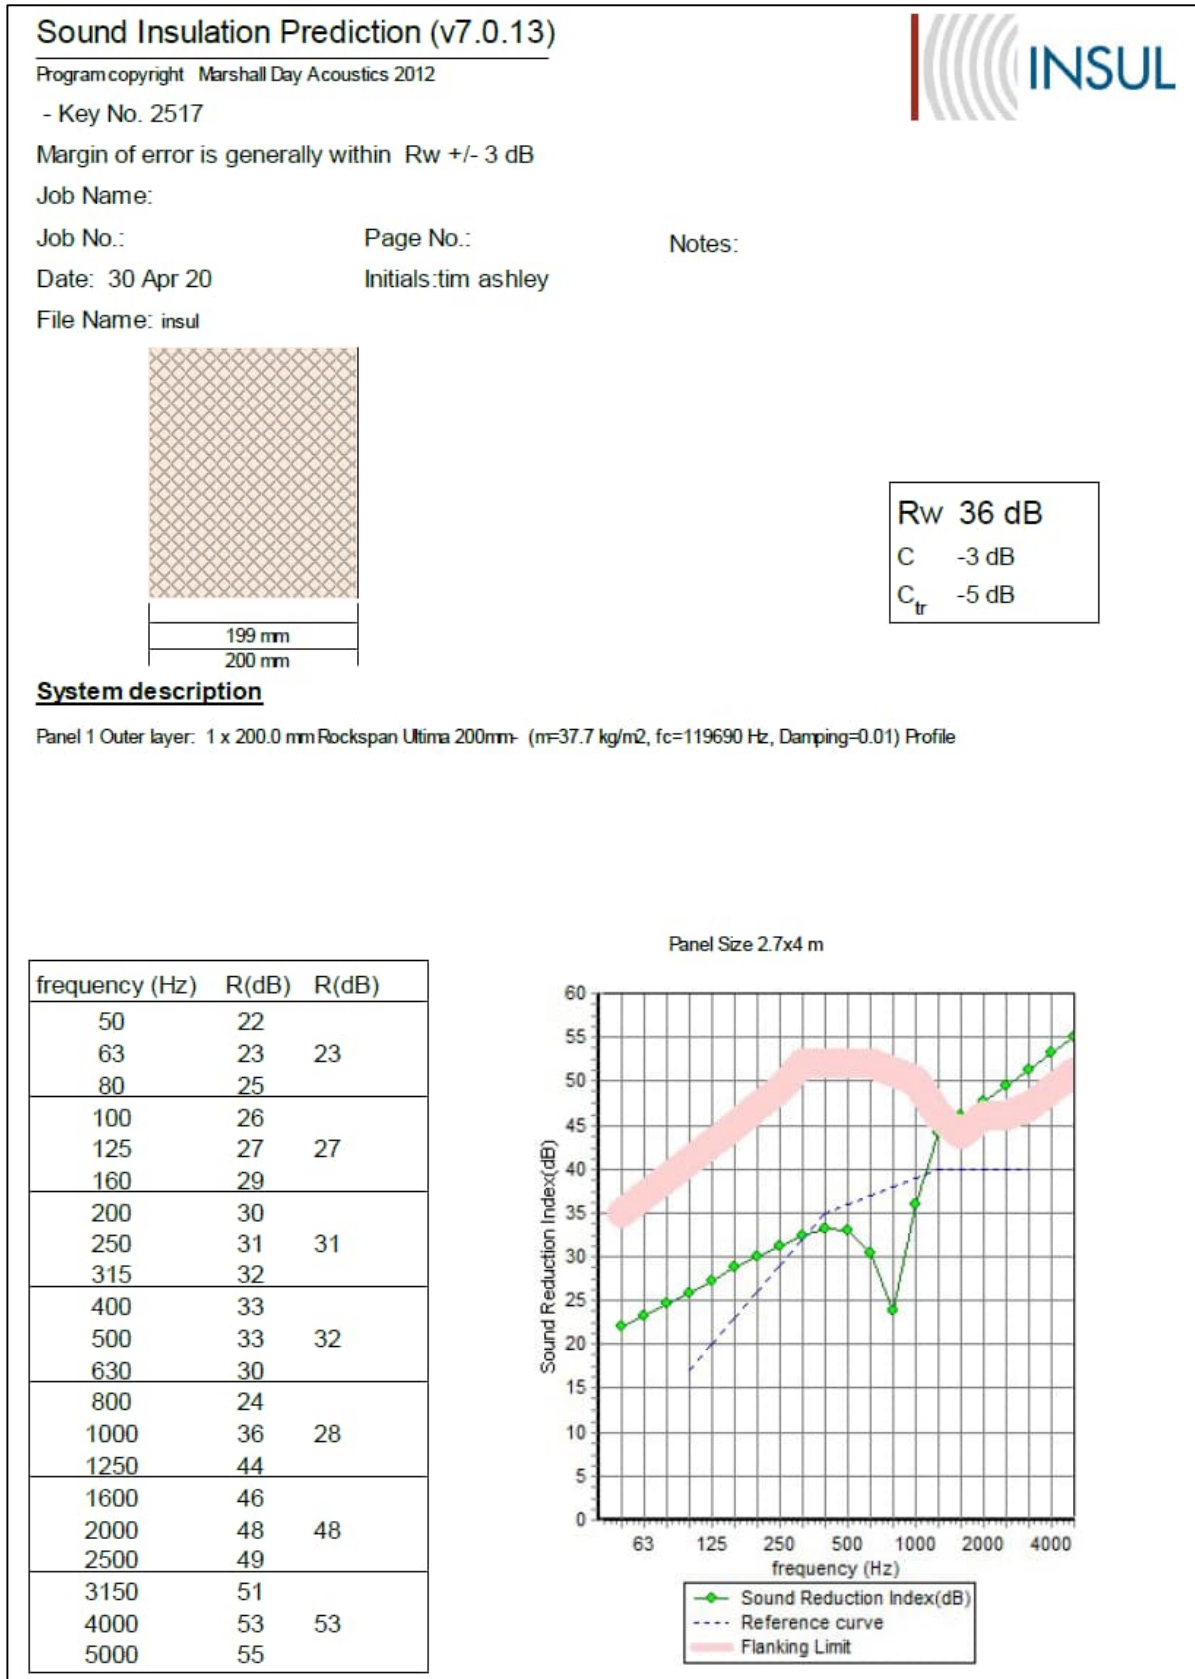 Sound Insulation Prediction (v7.0.13)
INSUL
Program copyright Marshall Day Acoustics 2012
- Key No. 2517
Margin of error is generally within Rw +/- 3 dB
Job Name:
Job No.: Page No.: Notes:
Date: 30 Apr 20 Initials:tim ashley
File Name: insul
Rw 36 dB
C -3 dB
Ctr -5 dB
199 mm
200 mm
System description
Panel 1 Outer layer: 1 x 200.0 mm Rockspan Ultima 200mm- (m=37.7 kg/m2, fc=119690 Hz, Damping=0.01) Profile
frequency (Hz) R(dB) R(dB)
50 22
63 23 23
80 25
100 26
125 27 27
160 29
200 30
250 31 31
315 32
400 33
500 33 32
630 30
800 24
1000 36 28
1250 44
1600 46
2000 48 48
2500 49
3150 51
4000 53 53
5000 55
Panel Size 2.7x4 m
Sound Reduction Index(dB)
60
55
50
45
40
35
30
25
20
15
10
5
0
63 125 250 500 1000 2000 4000
frequency (Hz)
Sound Reduction Index(dB)
Reference curve
Flanking Limit